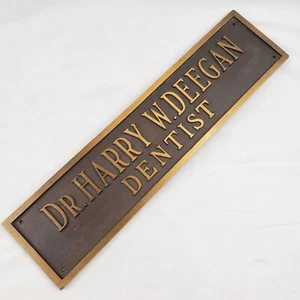 DR. HARRY W. DEEGAN
DENTIST